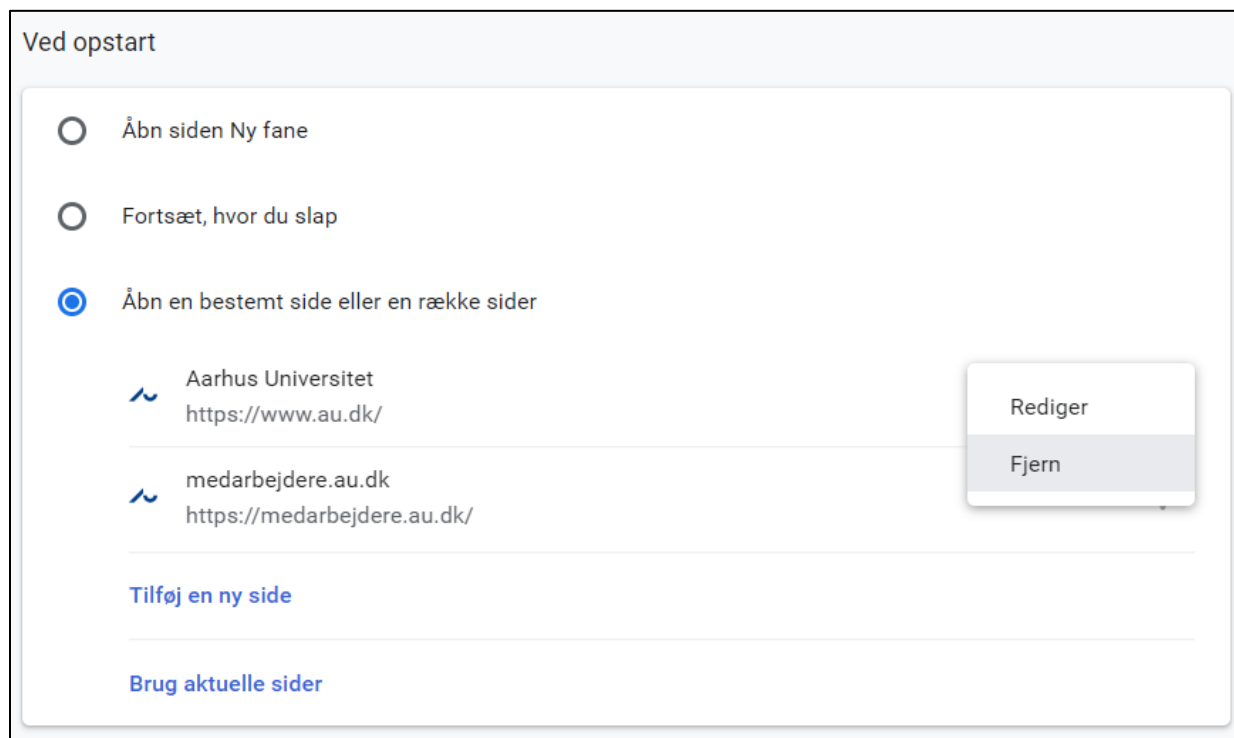 Ved opstart
Åbn siden Ny fane
Fortsæt, hvor du slap
Åbn en bestemt side eller en række sider
Aarhus Universitet
https://www.au.dk/
Rediger
Fjern
medarbejdere.au.dk
https://medarbejdere.au.dk/
Tilføj en ny side
Brug aktuelle sider